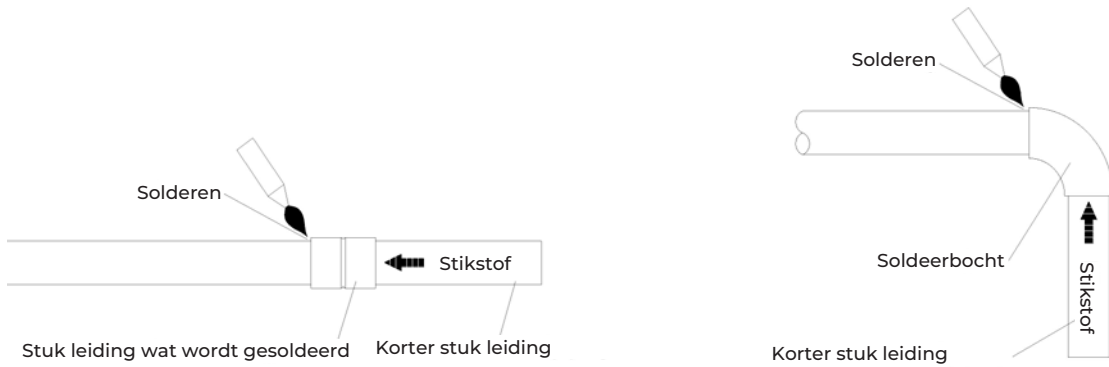 Solderen
Stikstof
Stuk leiding wat wordt gesoldeerd
Korter stuk leiding
Solderen
Soldeerbocht
Stikstof
Korter stuk leiding